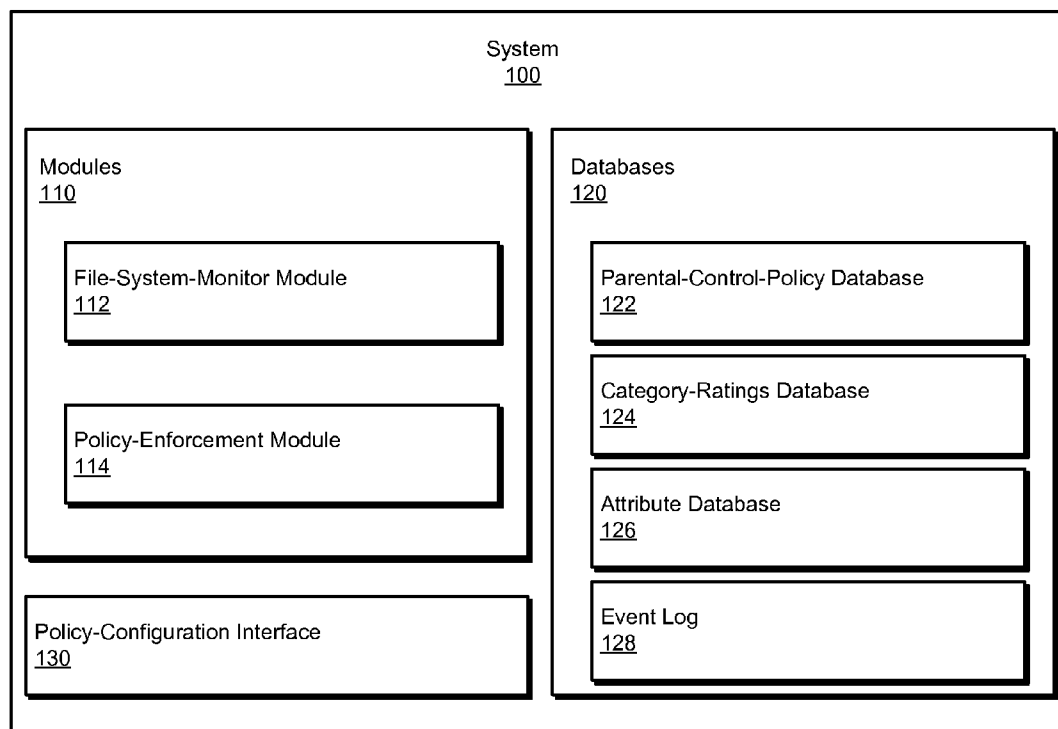 System
100
Modules
110
File-System-Monitor Module
112
Policy-Enforcement Module
114
Policy-Configuration Interface
130
Databases
120
Parental-Control-Policy Database
122
Category-Ratings Database
124
Attribute Database
126
Event Log
128